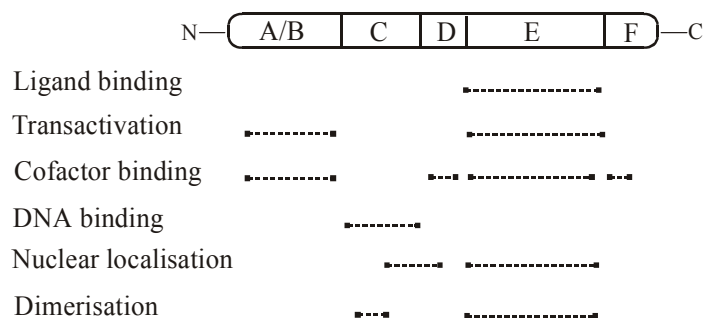 N A/B C D E F C
Ligand binding
Transactivation
Cofactor binding
DNA binding
Nuclear localisation
Dimerisation